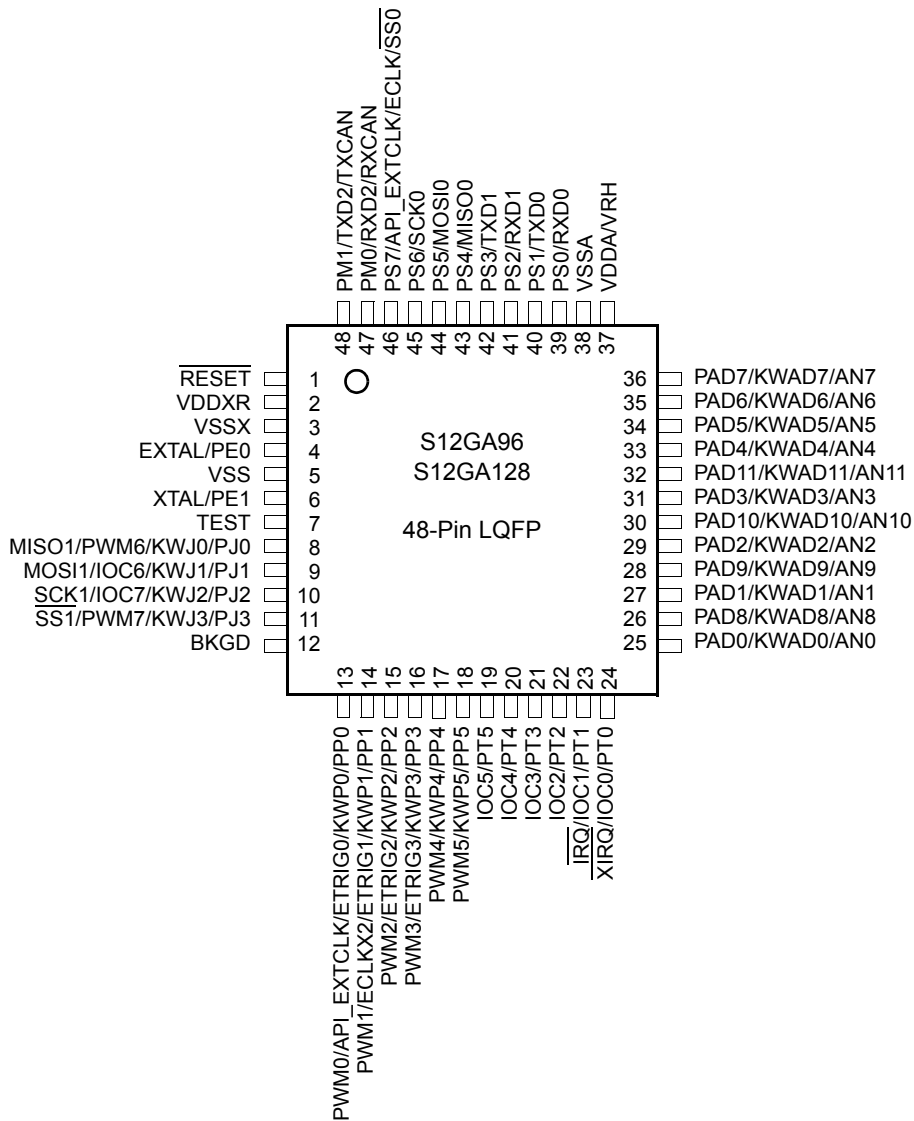 PM1/TXD2/TXCAN
PM0/RXD2/RXCAN
PS7/API_EXTCLK/ECLK/SS0
PS6/SCK0
PS5/MOSI0
PS4/MISO0
PS3/TXD1
PS2/RXD1
PS1/TXD0
PS0/RXD0
VSSA
VDDA/VRH
48
47
46
45
44
43
42
41
40
39
38
37
RESET 1
VDDXR 2
VSSX 3
EXTAL/PE0 4
VSS 5
XTAL/PE1 6
TEST 7
MISO1/PWM6/KWJ0/PJ0 8
MOSI1/IOC6/KWJ1/PJ1 9
SCK1/IOC7/KWJ2/PJ2 10
SS1/PWM7/KWJ3/PJ3 11
BKGD 12
S12GA96
S12GA128
48-Pin LQFP
36 PAD7/KWAD7/AN7
35 PAD6/KWAD6/AN6
34 PAD5/KWAD5/AN5
33 PAD4/KWAD4/AN4
32 PAD11/KWAD11/AN11
31 PAD3/KWAD3/AN3
30 PAD10/KWAD10/AN10
29 PAD2/KWAD2/AN2
28 PAD9/KWAD9/AN9
27 PAD1/KWAD1/AN1
26 PAD8/KWAD8/AN8
25 PAD0/KWAD0/AN0
13
14
15
16
17
18
19
20
21
22
23
24
PWM0/API_EXTCLK/ETRIG0/KWP0/PP0
PWM1/ECLKX2/ETRIG1/KWP1/PP1
PWM2/ETRIG2/KWP2/PP2
PWM3/ETRIG3/KWP3/PP3
PWM4/KWP4/PP4
PWM5/KWP5/PP5
IOC5/PT5
IOC4/PT4
IOC3/PT3
IOC2/PT2
IRQ/IOC1/PT1
XIRQ/IOC0/PT0